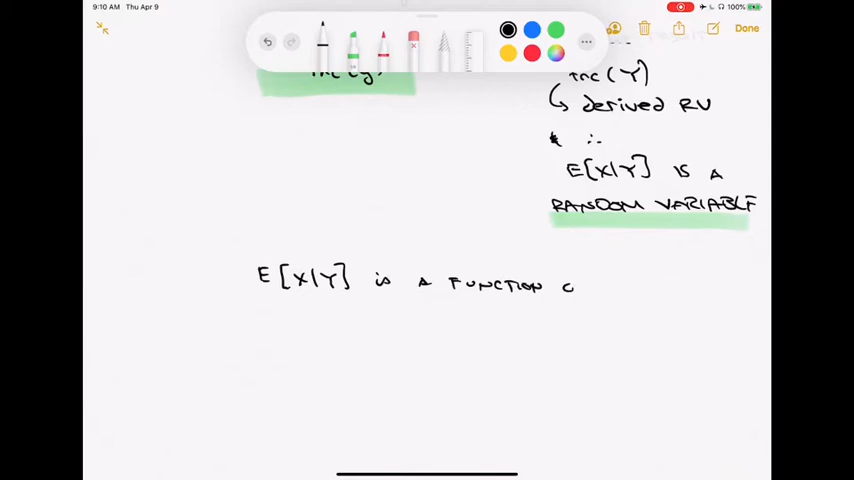 9:10 AM Thu Apr 9
100%
Done
fnc(Y)
↳ derived RV
* ∴
E[X|Y] IS A
RANDOM VARIABLE
E[X|Y] is A FUNCTION